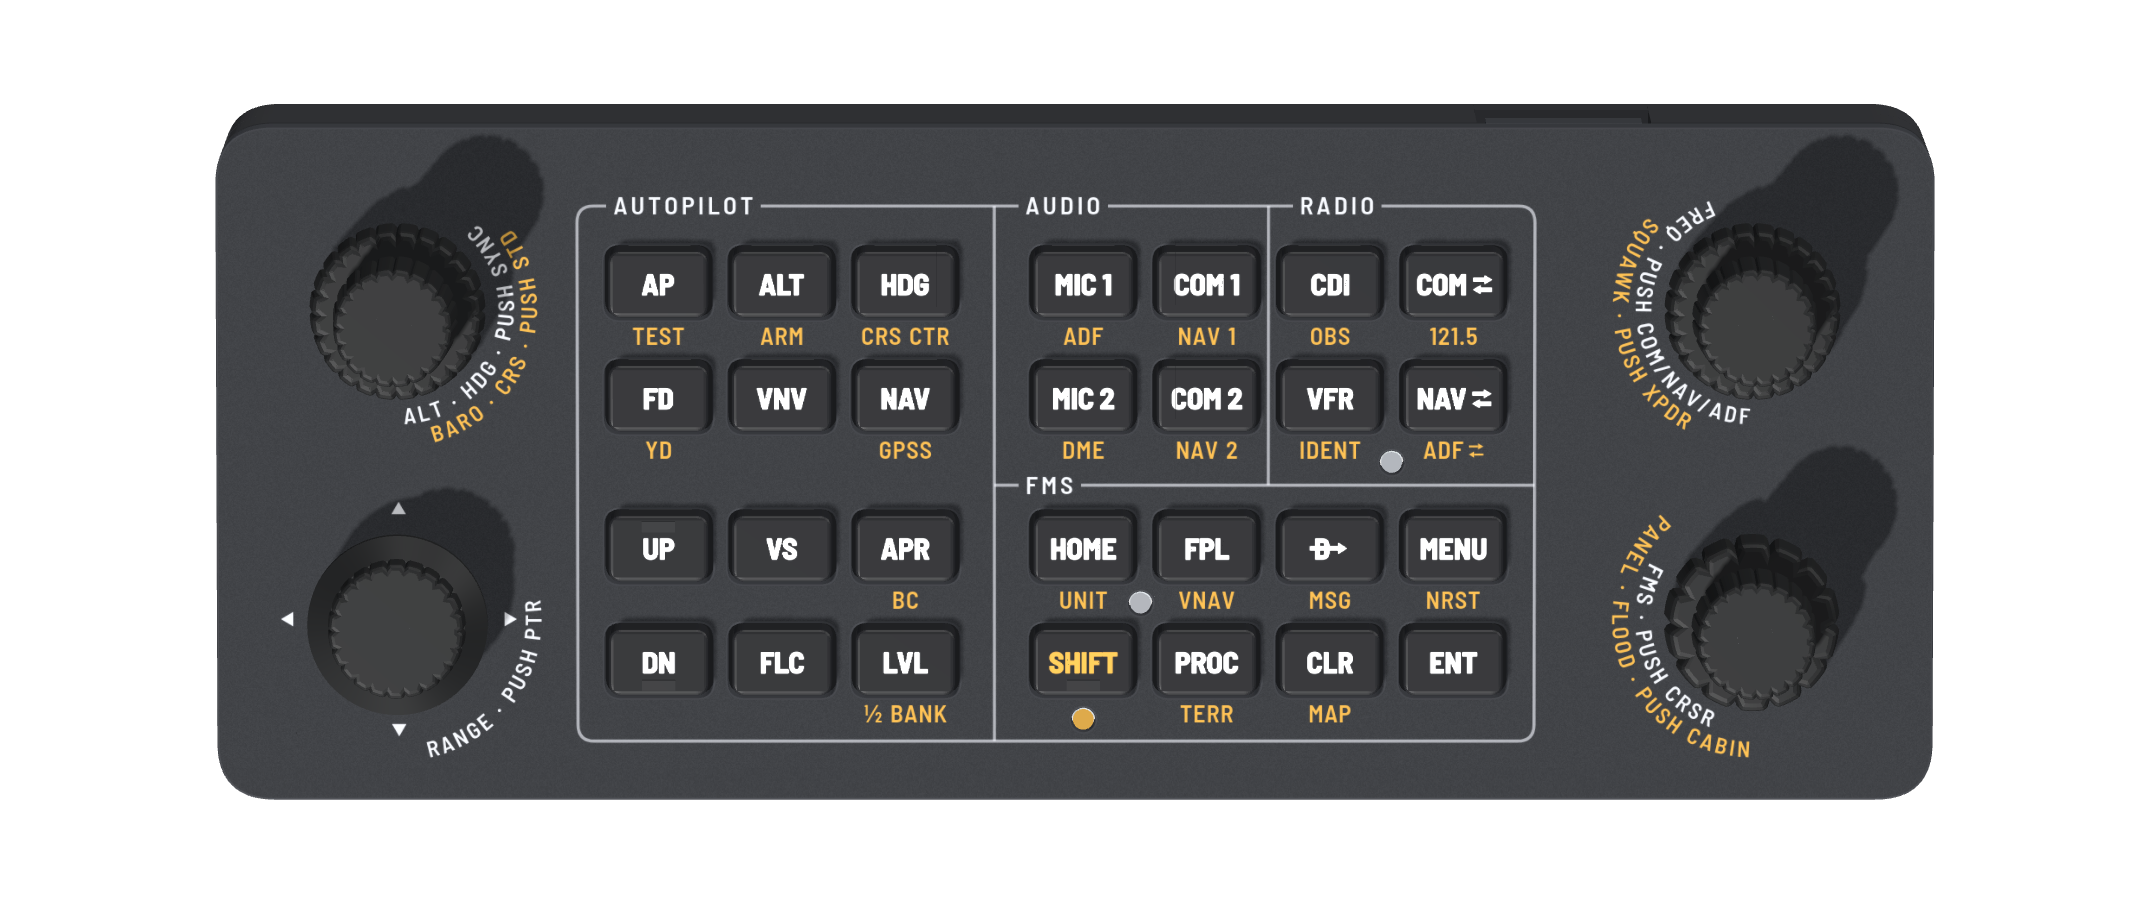 AUTOPILOT
AUDIO
RADIO
AP
ALT
HDG
MIC 1
COM 1
CDI
COM ⇄
TEST
ARM
CRS CTR
ADF
NAV 1
OBS
121.5
FD
VNV
NAV
MIC 2
COM 2
VFR
NAV ⇄
YD
GPSS
DME
NAV 2
IDENT
ADF ⇄
FMS
UP
VS
APR
HOME
FPL
D→
MENU
BC
UNIT
VNAV
MSG
NRST
DN
FLC
LVL
SHIFT
PROC
CLR
ENT
½ BANK
TERR
MAP
ALT · HDG · PUSH SYNC
BARO · CRS · PUSH STD
RANGE · PUSH PTR
FREQ · PUSH COM/NAV/ADF
SQUAWK · PUSH XPDR
FMS · PUSH CRSR
PANEL · FLOOD · PUSH CABIN